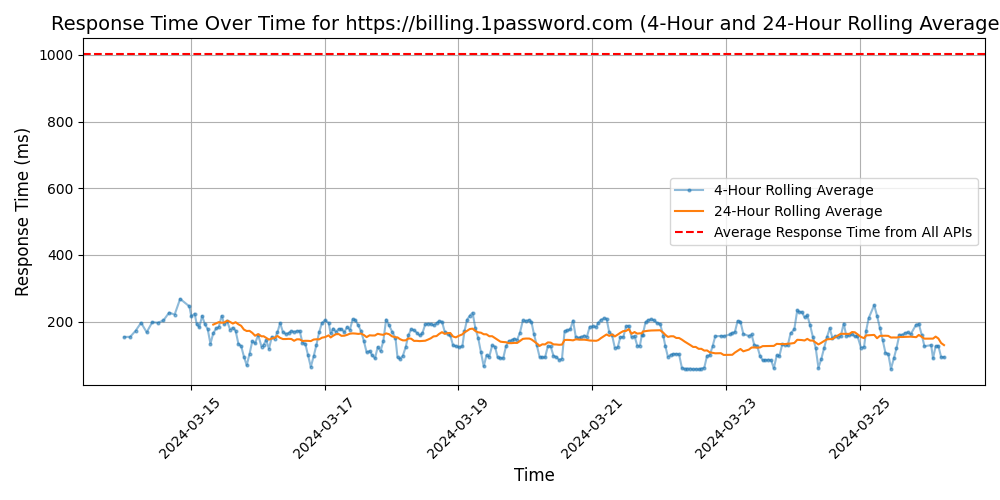 Response Time Over Time for https://billing.1password.com (4-Hour and 24-Hour Rolling Average
1000
800
600
400
200
Response Time (ms)
4-Hour Rolling Average
24-Hour Rolling Average
Average Response Time from All APIs
2024-03-15
2024-03-17
2024-03-19
2024-03-21
2024-03-23
2024-03-25
Time